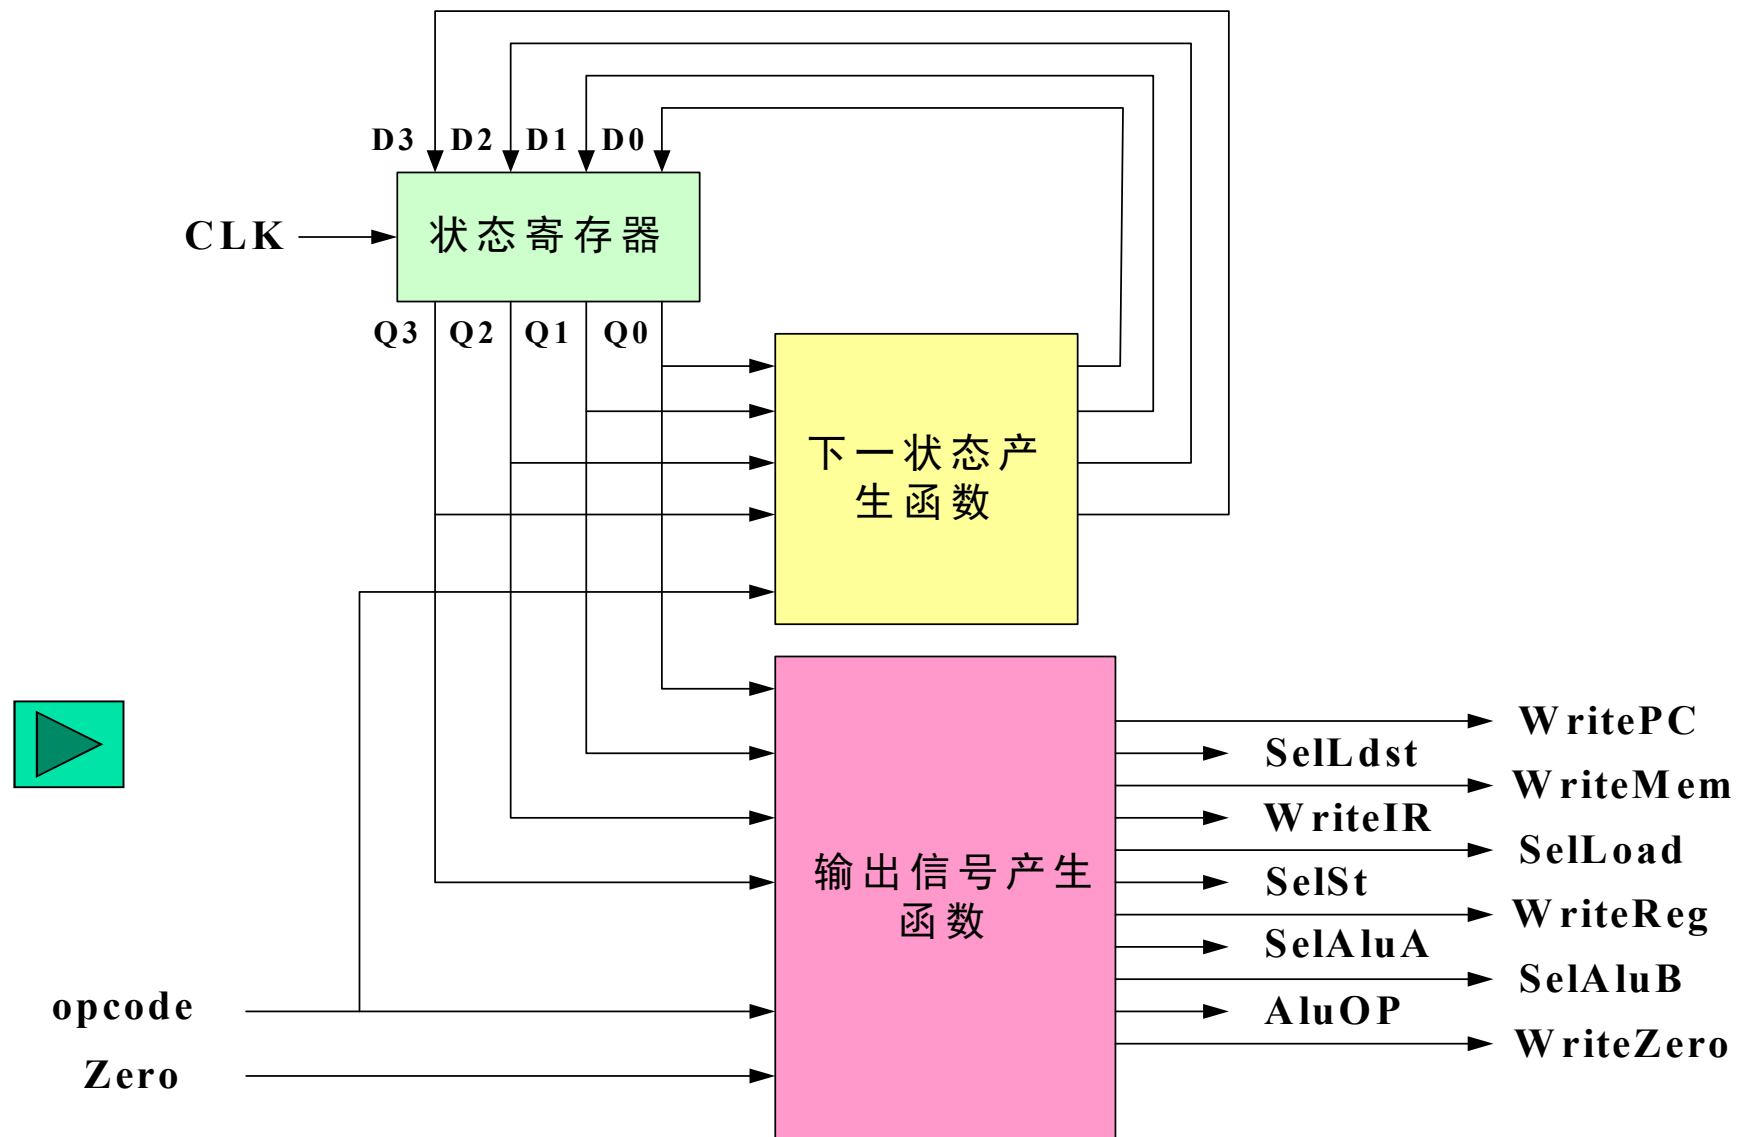 D3 D2 D1 D0
CLK
状态寄存器
Q3 Q2 Q1 Q0
下一状态产
生函数
WritePC
SelLdst
WriteMem
WriteIR
SelLoad
输出信号产生
函数
SelSt
WriteReg
SelAluA
SelAluB
opcode
AluOP
WriteZero
Zero